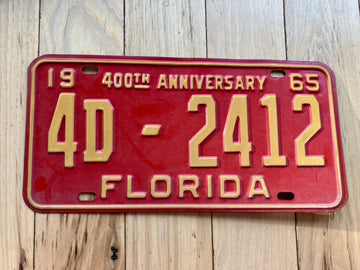 19 400TH ANNIVERSARY 65
4D - 2412
FLORIDA